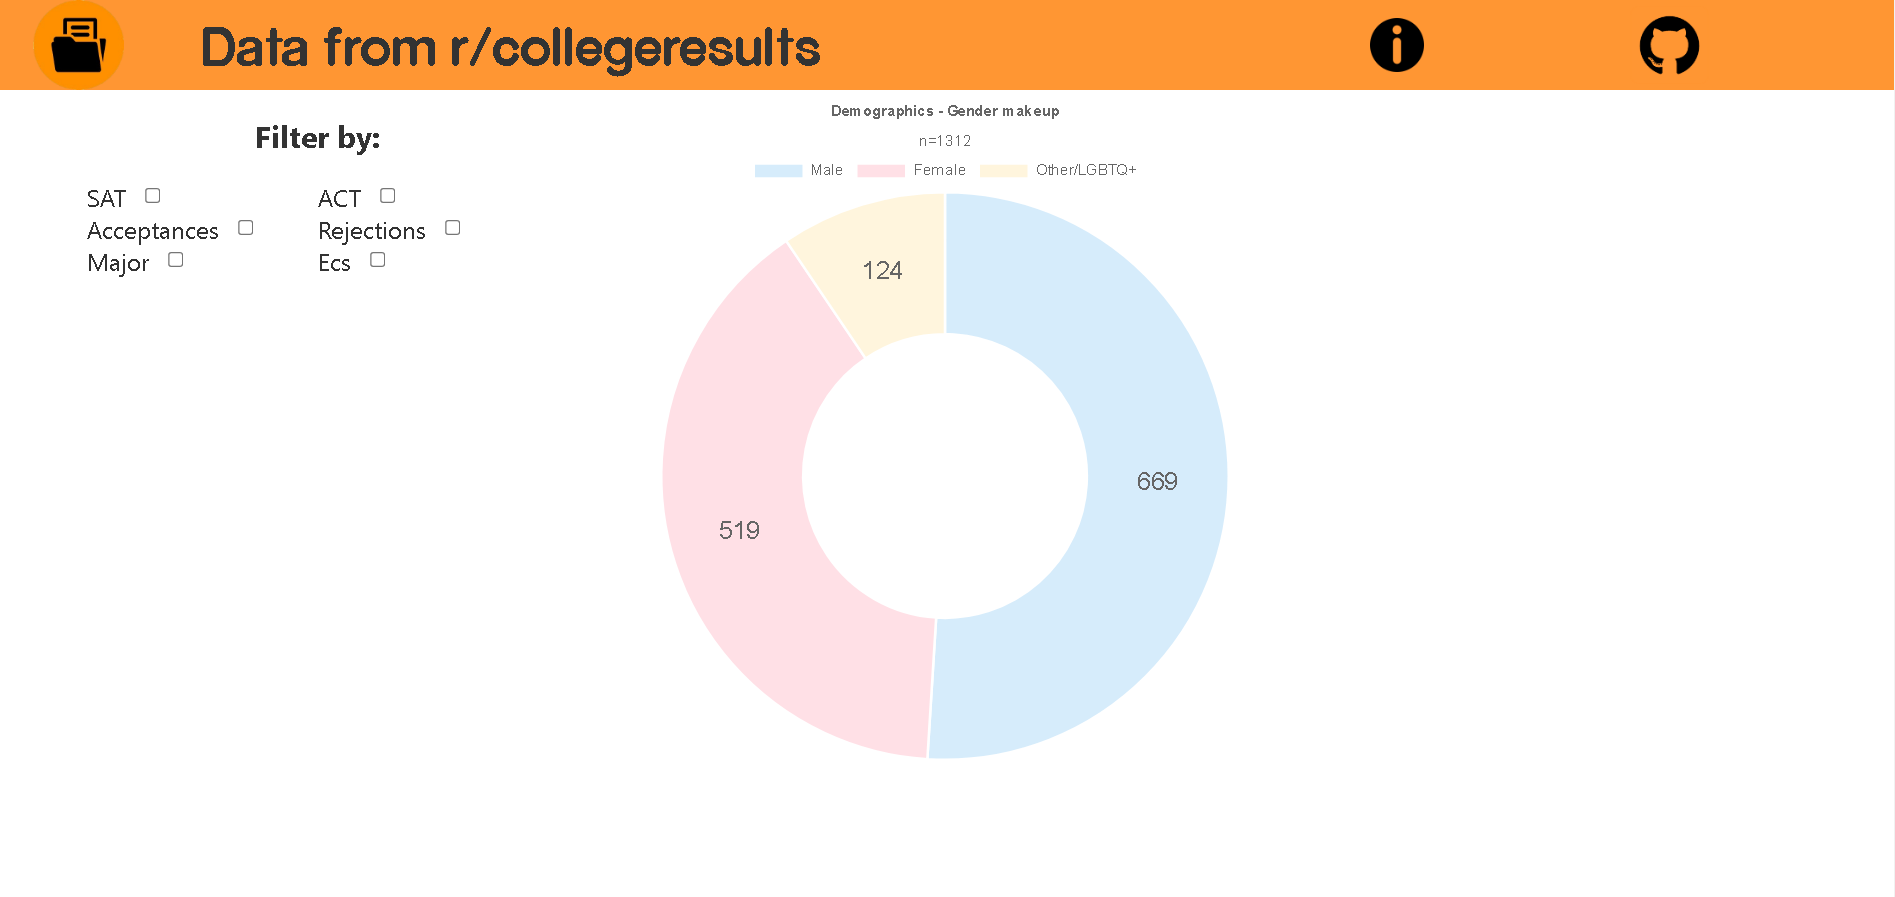 Data from r/collegeresults
Filter by:
SAT ACT
Acceptances Rejections
Major Ecs
Demographics - Gender makeup
n=1312
Male Female Other/LGBTQ+
124
669
519